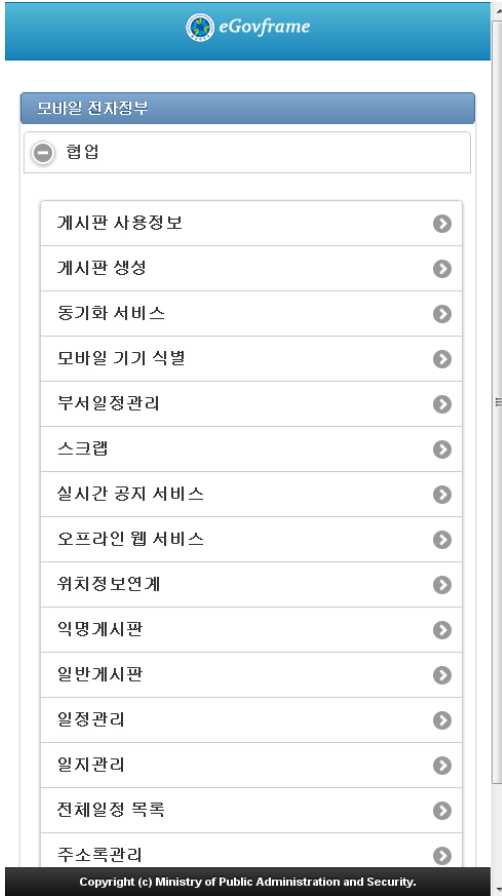 eGovframe
모바일 전자정부
협업
게시판 사용정보
게시판 생성
동기화 서비스
모바일 기기 식별
부서일정관리
스크랩
실시간 공지 서비스
오프라인 웹 서비스
위치정보연계
익명게시판
일반게시판
일정관리
일지관리
전체일정 목록
주소록관리
Copyright (c) Ministry of Public Administration and Security.